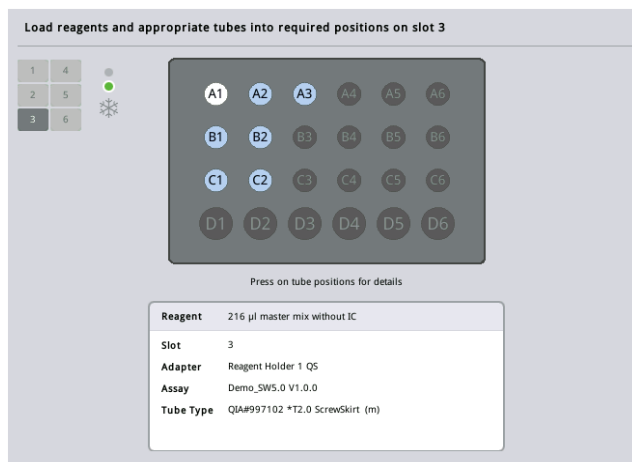 Load reagents and appropriate tubes into required positions on slot 3
1 4
2 5
3 6
A1 A2 A3 A4 A5 A6
B1 B2 B3 B4 B5 B6
C1 C2 C3 C4 C5 C6
D1 D2 D3 D4 D5 D6
Press on tube positions for details
Reagent 216 µl master mix without IC
Slot 3
Adapter Reagent Holder 1 QS
Assay Demo_SW5.0 V1.0.0
Tube Type QIA#997102 *T2.0 ScrewSkirt (m)